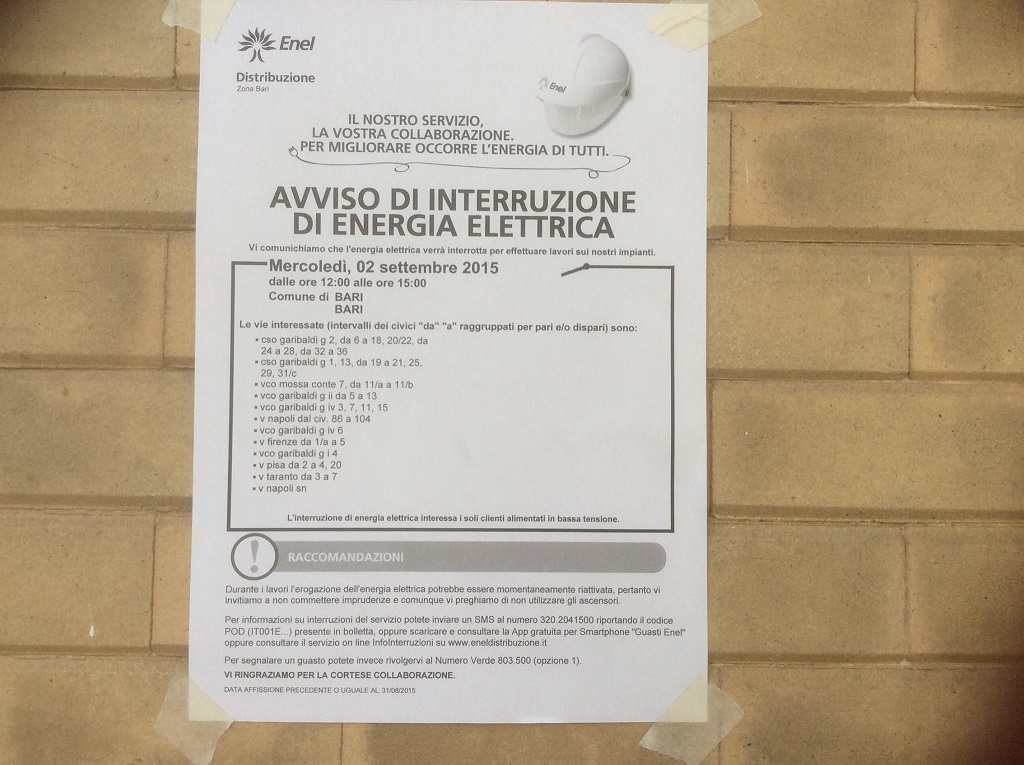 Enel
Distribuzione
Zona Bari
Enel
IL NOSTRO SERVIZIO,
LA VOSTRA COLLABORAZIONE.
PER MIGLIORARE OCCORRE L'ENERGIA DI TUTTI.
AVVISO DI INTERRUZIONE
DI ENERGIA ELETTRICA
Vi comunichiamo che l'energia elettrica verrà interrotta per effettuare lavori sui nostri impianti.
Mercoledì, 02 settembre 2015
dalle ore 12:00 alle ore 15:00
Comune di BARI
BARI
Le vie interessate (intervalli dei civici "da" "a" raggruppati per pari e/o dispari) sono:
▪ cso garibaldi g 2, da 6 a 18, 20/22, da
24 a 28, da 32 a 36
▪ cso garibaldi g 1, 13, da 19 a 21, 25,
29, 31/c
▪ vco mossa conte 7, da 11/a a 11/b
▪ vco garibaldi g ii da 5 a 13
▪ vco garibaldi g iv 3, 7, 11, 15
▪ v napoli dal civ. 86 a 104
▪ vco garibaldi g iv 6
▪ v firenze da 1/a a 5
▪ vco garibaldi g i 4
▪ v pisa da 2 a 4, 20
▪ v taranto da 3 a 7
▪ v napoli sn
L'interruzione di energia elettrica interessa i soli clienti alimentati in bassa tensione.
! RACCOMANDAZIONI
Durante i lavori l'erogazione dell'energia elettrica potrebbe essere momentaneamente riattivata, pertanto vi
invitiamo a non commettere imprudenze e comunque vi preghiamo di non utilizzare gli ascensori.
Per informazioni su interruzioni del servizio potete inviare un SMS al numero 320.2041500 riportando il codice
POD (IT001E...) presente in bolletta, oppure scaricare e consultare la App gratuita per Smartphone "Guasti Enel"
oppure consultare il servizio on line InfoInterruzioni su www.eneldistribuzione.it
Per segnalare un guasto potete invece rivolgervi al Numero Verde 803.500 (opzione 1).
VI RINGRAZIAMO PER LA CORTESE COLLABORAZIONE.
DATA AFFISSIONE PRECEDENTE O UGUALE AL 31/08/2015